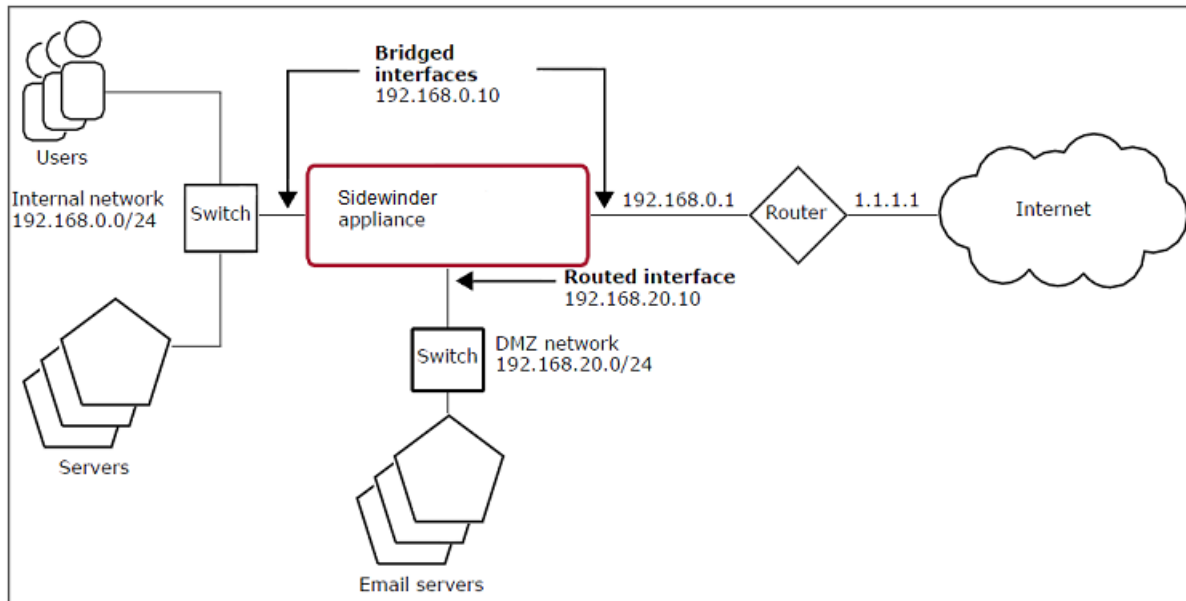 Bridged
interfaces
192.168.0.10
Users
Internal network
192.168.0.0/24
Switch
Sidewinder
appliance
192.168.0.1
Router
1.1.1.1
Internet
Routed interface
192.168.20.10
Switch
DMZ network
192.168.20.0/24
Servers
Email servers